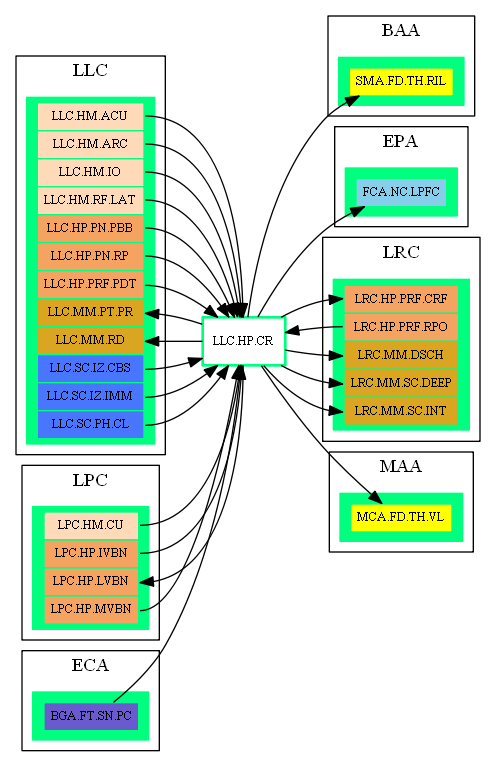 LLC
LLC.HM.ACU
LLC.HM.ARC
LLC.HM.IO
LLC.HM.RF.LAT
LLC.HP.PN.PBB
LLC.HP.PN.RP
LLC.HP.PRF.PDT
LLC.MM.PT.PR
LLC.MM.RD
LLC.SC.IZ.CBS
LLC.SC.IZ.IMM
LLC.SC.PH.CL
LPC
LPC.HM.CU
LPC.HP.IVBN
LPC.HP.LVBN
LPC.HP.MVBN
ECA
BGA.FT.SN.PC
LLC.HP.CR
BAA
SMA.FD.TH.RIL
EPA
FCA.NC.LPFC
LRC
LRC.HP.PRF.CRF
LRC.HP.PRF.RPO
LRC.MM.DSCH
LRC.MM.SC.DEEP
LRC.MM.SC.INT
MAA
MCA.FD.TH.VL